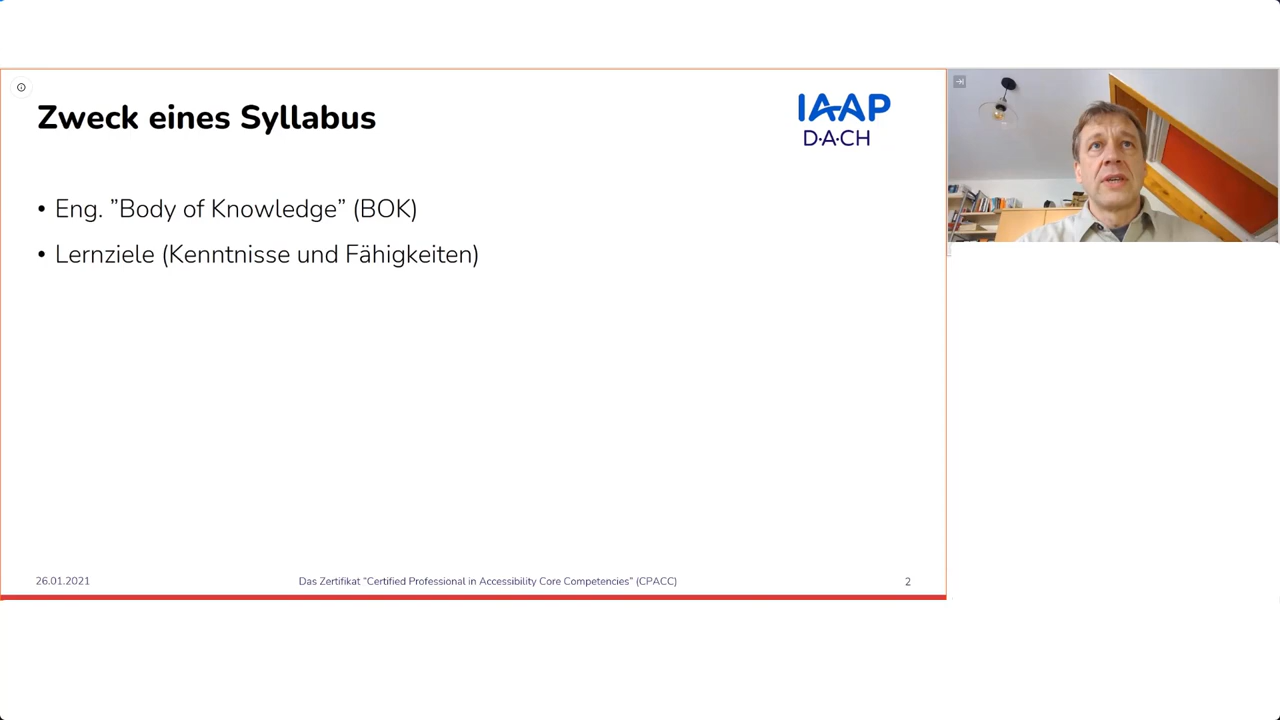 Zweck eines Syllabus
IAAP
D·A·CH
• Eng. ”Body of Knowledge” (BOK)
• Lernziele (Kenntnisse und Fähigkeiten)
26.01.2021
Das Zertifikat "Certified Professional in Accessibility Core Competencies" (CPACC)
2